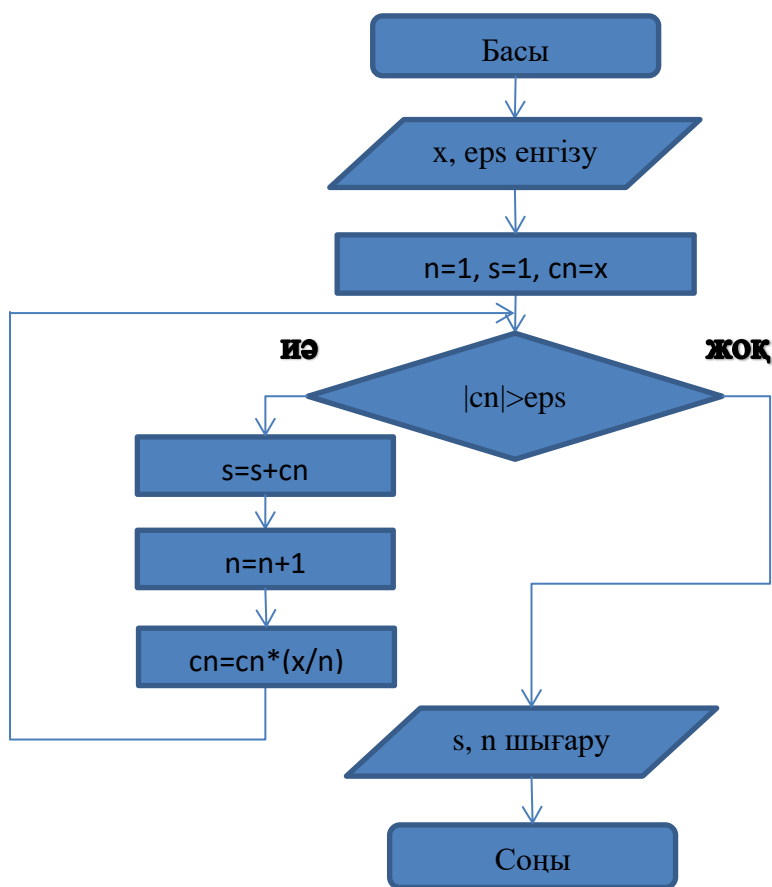 Басы
x, eps енгізу
n=1, s=1, cn=x
иә
жоқ
|cn|>eps
s=s+cn
n=n+1
cn=cn*(x/n)
s, n шығару
Соңы